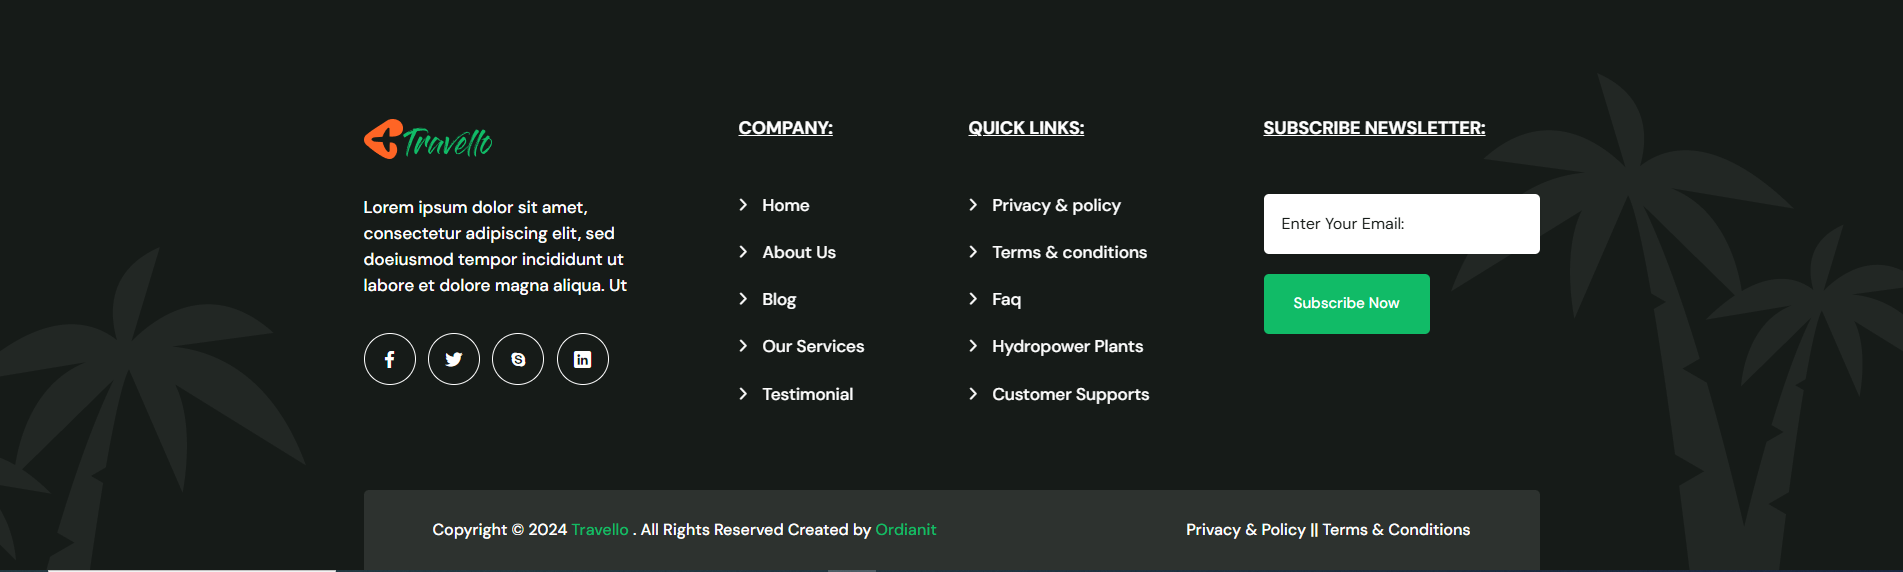 Travello
Lorem ipsum dolor sit amet,
consectetur adipiscing elit, sed
doeiusmod tempor incididunt ut
labore et dolore magna aliqua. Ut
COMPANY:
Home
About Us
Blog
Our Services
Testimonial
QUICK LINKS:
Privacy & policy
Terms & conditions
Faq
Hydropower Plants
Customer Supports
SUBSCRIBE NEWSLETTER:
Enter Your Email:
Subscribe Now
Copyright © 2024 Travello . All Rights Reserved Created by Ordianit
Privacy & Policy || Terms & Conditions